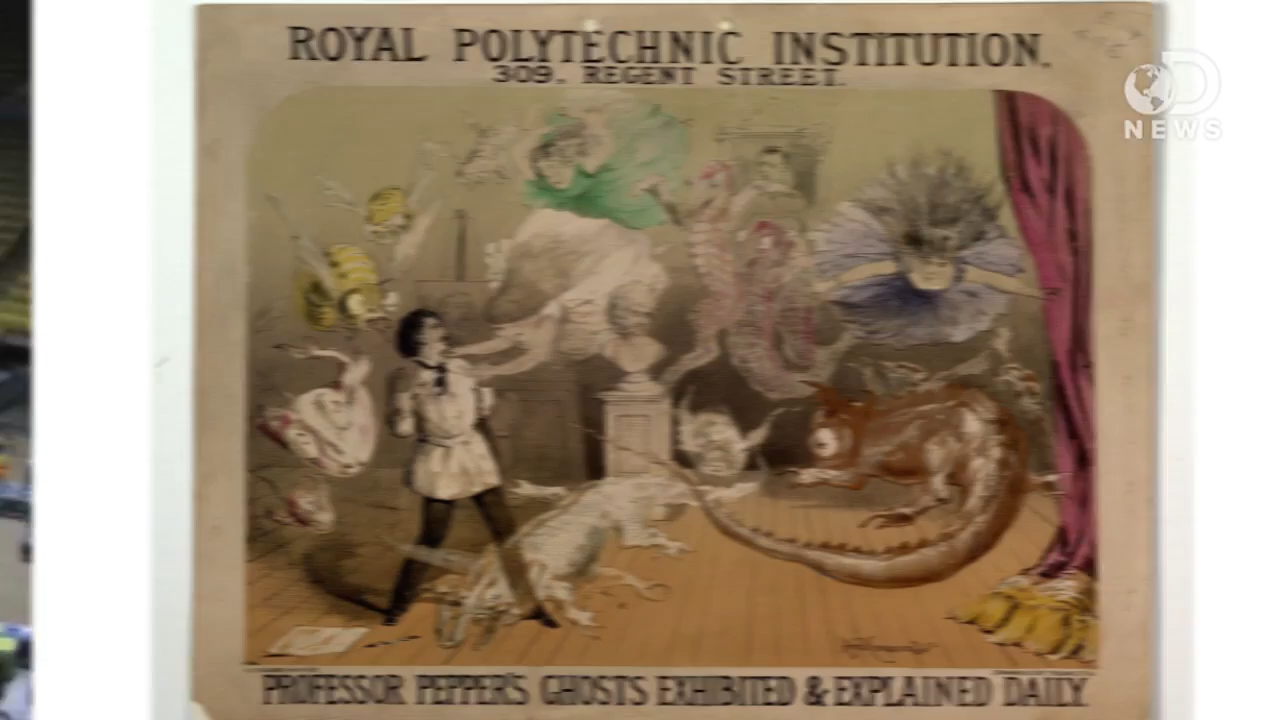 ROYAL POLYTECHNIC INSTITUTION.
309. REGENT STREET.
D
NEWS
PROFESSOR PEPPER'S GHOSTS EXHIBITED & EXPLAINED DAILY.